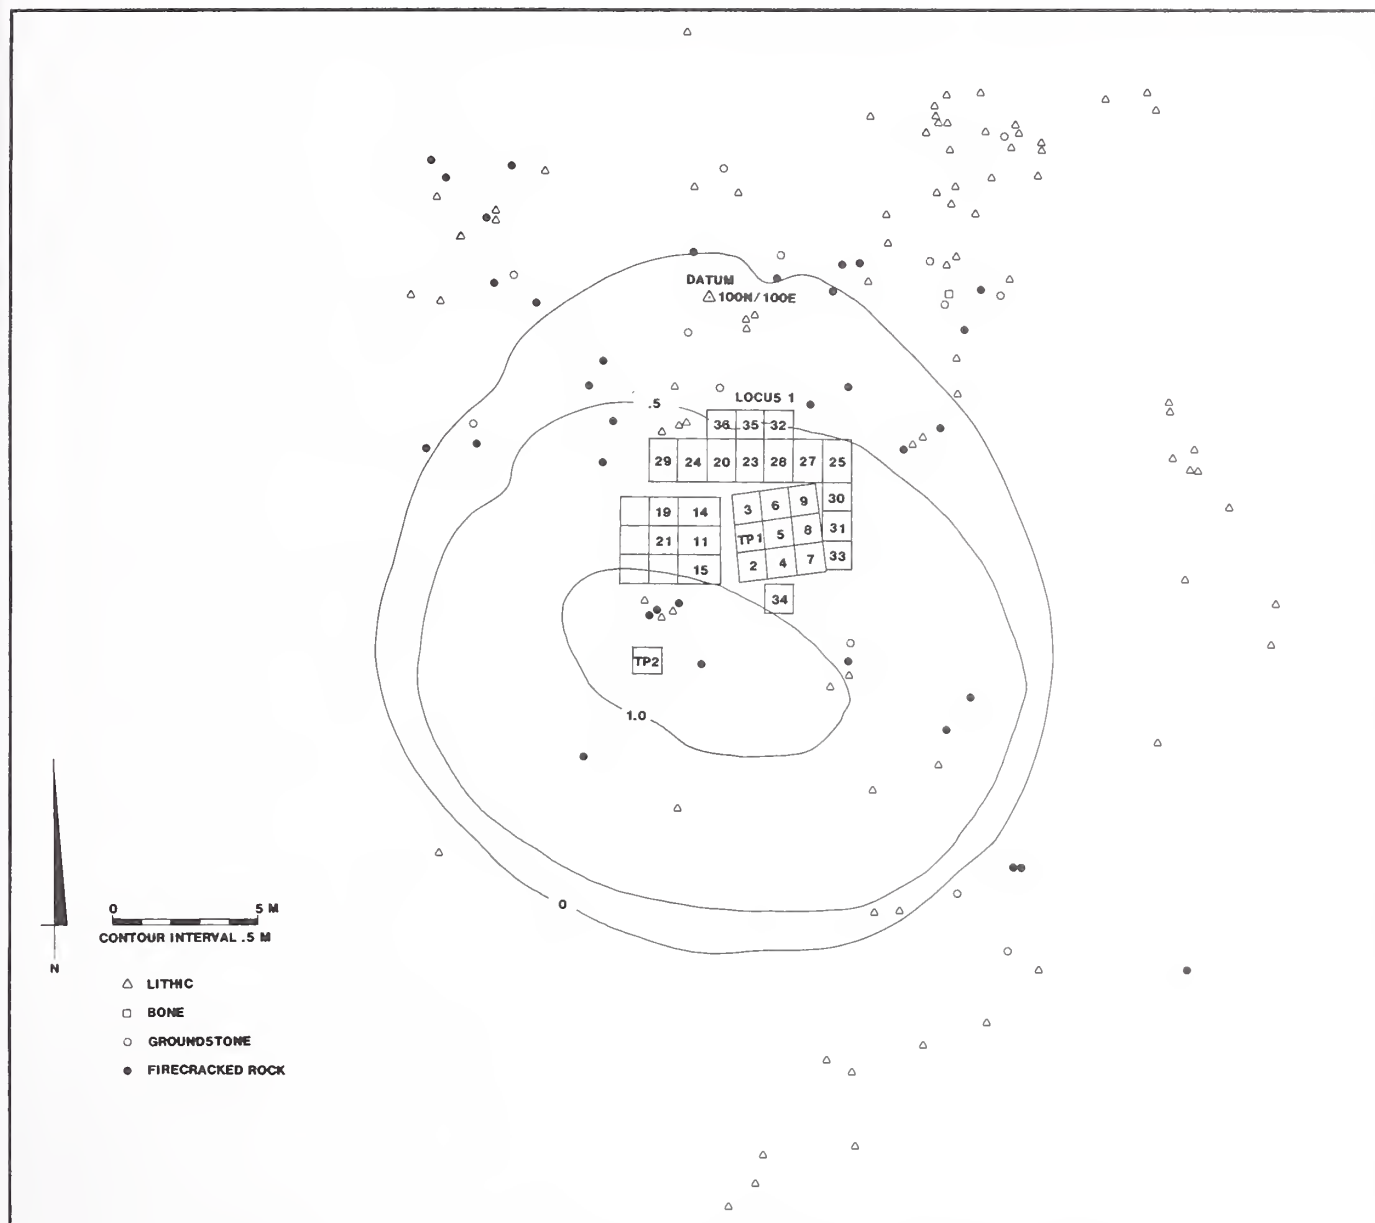 DATUM
100N/100E
.5
LOCUS 1
36 35 32
29 24 20 23 28 27 25
3 6 9 30
19 14
TP1 5 8 31
21 11
2 4 7 33
15
34
TP2
1.0
0
0 5 M
CONTOUR INTERVAL .5 M
N
LITHIC
BONE
GROUNDSTONE
FIRECRACKED ROCK